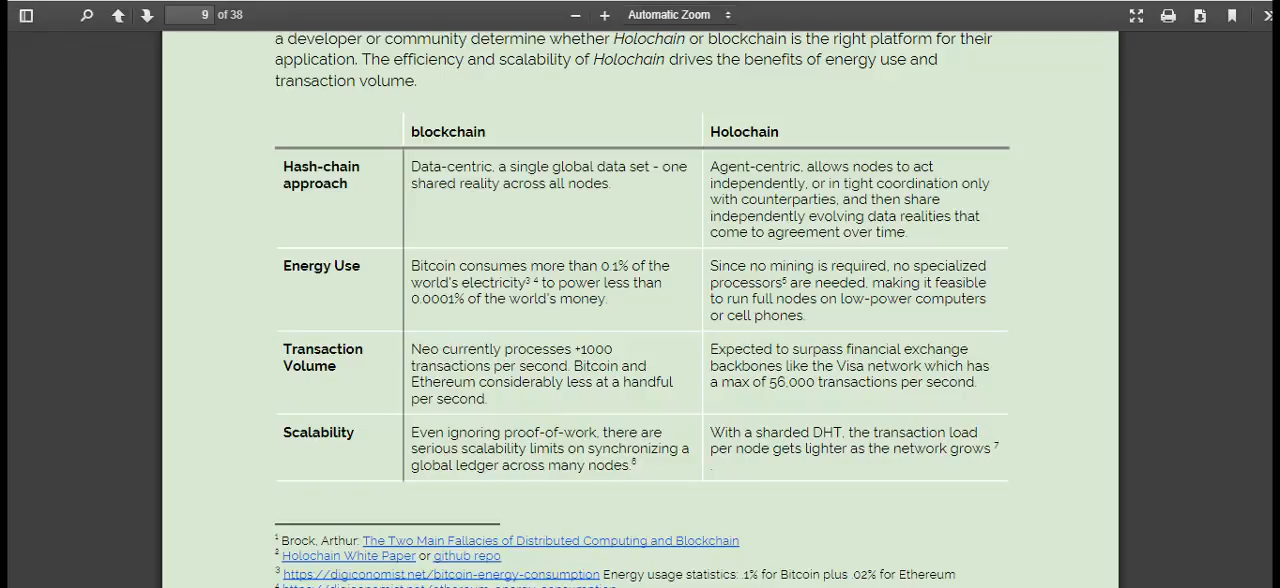 9 of 38
Automatic Zoom
a developer or community determine whether Holochain or blockchain is the right platform for their
application. The efficiency and scalability of Holochain drives the benefits of energy use and
transaction volume.
blockchain
Holochain
Hash-chain
approach
Data-centric, a single global data set - one
shared reality across all nodes.
Agent-centric, allows nodes to act
independently, or in tight coordination only
with counterparties, and then share
independently evolving data realities that
come to agreement over time.
Energy Use
Bitcoin consumes more than 0.1% of the
world's electricity³ ⁴ to power less than
0.0001% of the world's money.
Since no mining is required, no specialized
processors⁵ are needed, making it feasible
to run full nodes on low-power computers
or cell phones.
Transaction
Volume
Neo currently processes +1000
transactions per second. Bitcoin and
Ethereum considerably less at a handful
per second.
Expected to surpass financial exchange
backbones like the Visa network which has
a max of 56,000 transactions per second.
Scalability
Even ignoring proof-of-work, there are
serious scalability limits on synchronizing a
global ledger across many nodes.⁶
With a sharded DHT, the transaction load
per node gets lighter as the network grows ⁷
.
¹ Brock, Arthur: The Two Main Fallacies of Distributed Computing and Blockchain
² Holochain White Paper or github repo
³ https://digiconomist.net/bitcoin-energy-consumption Energy usage statistics: .1% for Bitcoin plus .02% for Ethereum
⁴ https://digiconomist.net/ethereum-energy-consumption